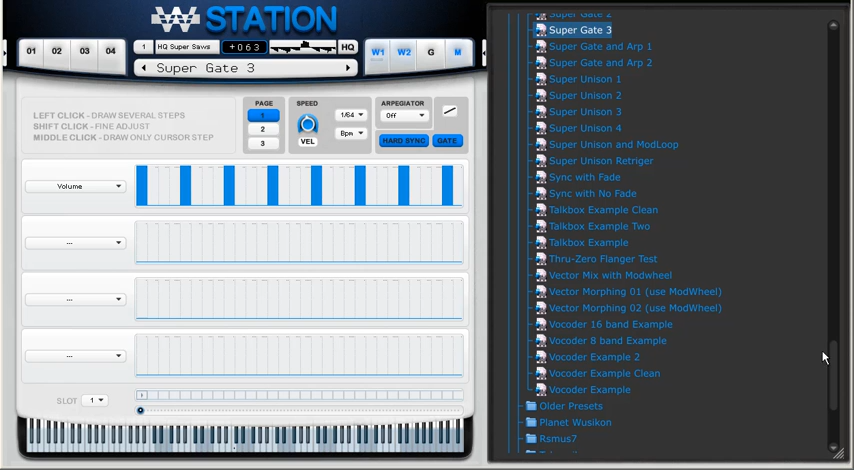 STATION
01 02 03 04
1 HQ Super Saws +063 HQ
W1 W2 G M
Super Gate 3
LEFT CLICK - DRAW SEVERAL STEPS
SHIFT CLICK - FINE ADJUST
MIDDLE CLICK - DRAW ONLY CURSOR STEP
PAGE
1
2
3
SPEED
VEL
1/64
Bpm
ARPEGIATOR
Off
HARD SYNC GATE
Volume
---
---
---
SLOT 1
Super Gate 2
Super Gate 3
Super Gate and Arp 1
Super Gate and Arp 2
Super Unison 1
Super Unison 2
Super Unison 3
Super Unison 4
Super Unison and ModLoop
Super Unison Retriger
Sync with Fade
Sync with No Fade
Talkbox Example Clean
Talkbox Example Two
Talkbox Example
Thru-Zero Flanger Test
Vector Mix with Modwheel
Vector Morphing 01 (use ModWheel)
Vector Morphing 02 (use ModWheel)
Vocoder 16 band Example
Vocoder 8 band Example
Vocoder Example 2
Vocoder Example Clean
Vocoder Example
Older Presets
Planet Wusikon
Rsmus7